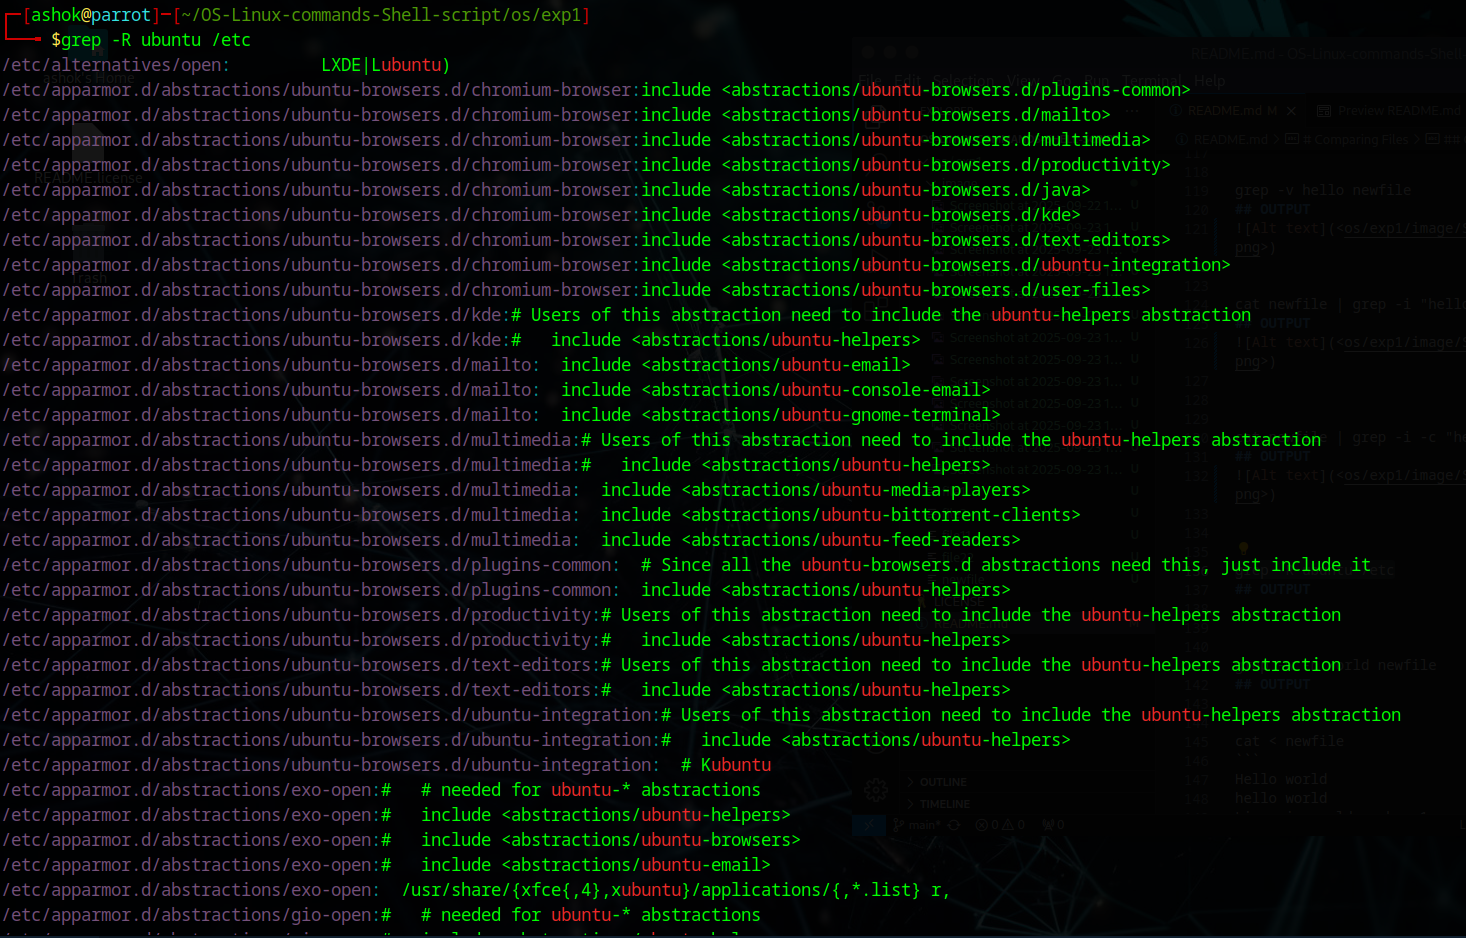 [ashok@parrot]─[~/OS-Linux-commands-Shell-script/os/exp1]
$grep -R ubuntu /etc
/etc/alternatives/open:         LXDE|Lubuntu)
/etc/apparmor.d/abstractions/ubuntu-browsers.d/chromium-browser:include <abstractions/ubuntu-browsers.d/plugins-common>
/etc/apparmor.d/abstractions/ubuntu-browsers.d/chromium-browser:include <abstractions/ubuntu-browsers.d/mailto>
/etc/apparmor.d/abstractions/ubuntu-browsers.d/chromium-browser:include <abstractions/ubuntu-browsers.d/multimedia>
/etc/apparmor.d/abstractions/ubuntu-browsers.d/chromium-browser:include <abstractions/ubuntu-browsers.d/productivity>
/etc/apparmor.d/abstractions/ubuntu-browsers.d/chromium-browser:include <abstractions/ubuntu-browsers.d/java>
/etc/apparmor.d/abstractions/ubuntu-browsers.d/chromium-browser:include <abstractions/ubuntu-browsers.d/kde>
/etc/apparmor.d/abstractions/ubuntu-browsers.d/chromium-browser:include <abstractions/ubuntu-browsers.d/text-editors>
/etc/apparmor.d/abstractions/ubuntu-browsers.d/chromium-browser:include <abstractions/ubuntu-browsers.d/ubuntu-integration>
/etc/apparmor.d/abstractions/ubuntu-browsers.d/chromium-browser:include <abstractions/ubuntu-browsers.d/user-files>
/etc/apparmor.d/abstractions/ubuntu-browsers.d/kde:# Users of this abstraction need to include the ubuntu-helpers abstraction
/etc/apparmor.d/abstractions/ubuntu-browsers.d/kde:#   include <abstractions/ubuntu-helpers>
/etc/apparmor.d/abstractions/ubuntu-browsers.d/mailto:  include <abstractions/ubuntu-email>
/etc/apparmor.d/abstractions/ubuntu-browsers.d/mailto:  include <abstractions/ubuntu-console-email>
/etc/apparmor.d/abstractions/ubuntu-browsers.d/mailto:  include <abstractions/ubuntu-gnome-terminal>
/etc/apparmor.d/abstractions/ubuntu-browsers.d/multimedia:# Users of this abstraction need to include the ubuntu-helpers abstraction
/etc/apparmor.d/abstractions/ubuntu-browsers.d/multimedia:#   include <abstractions/ubuntu-helpers>
/etc/apparmor.d/abstractions/ubuntu-browsers.d/multimedia:  include <abstractions/ubuntu-media-players>
/etc/apparmor.d/abstractions/ubuntu-browsers.d/multimedia:  include <abstractions/ubuntu-bittorrent-clients>
/etc/apparmor.d/abstractions/ubuntu-browsers.d/multimedia:  include <abstractions/ubuntu-feed-readers>
/etc/apparmor.d/abstractions/ubuntu-browsers.d/plugins-common:  # Since all the ubuntu-browsers.d abstractions need this, just include it
/etc/apparmor.d/abstractions/ubuntu-browsers.d/plugins-common:  include <abstractions/ubuntu-helpers>
/etc/apparmor.d/abstractions/ubuntu-browsers.d/productivity:# Users of this abstraction need to include the ubuntu-helpers abstraction
/etc/apparmor.d/abstractions/ubuntu-browsers.d/productivity:#   include <abstractions/ubuntu-helpers>
/etc/apparmor.d/abstractions/ubuntu-browsers.d/text-editors:# Users of this abstraction need to include the ubuntu-helpers abstraction
/etc/apparmor.d/abstractions/ubuntu-browsers.d/text-editors:#   include <abstractions/ubuntu-helpers>
/etc/apparmor.d/abstractions/ubuntu-browsers.d/ubuntu-integration:# Users of this abstraction need to include the ubuntu-helpers abstraction
/etc/apparmor.d/abstractions/ubuntu-browsers.d/ubuntu-integration:#   include <abstractions/ubuntu-helpers>
/etc/apparmor.d/abstractions/ubuntu-browsers.d/ubuntu-integration:  # Kubuntu
/etc/apparmor.d/abstractions/exo-open:#   # needed for ubuntu-* abstractions
/etc/apparmor.d/abstractions/exo-open:#   include <abstractions/ubuntu-helpers>
/etc/apparmor.d/abstractions/exo-open:#   include <abstractions/ubuntu-browsers>
/etc/apparmor.d/abstractions/exo-open:#   include <abstractions/ubuntu-email>
/etc/apparmor.d/abstractions/exo-open:  /usr/share/{xfce{,4},xubuntu}/applications/{,*.list} r,
/etc/apparmor.d/abstractions/gio-open:#   # needed for ubuntu-* abstractions